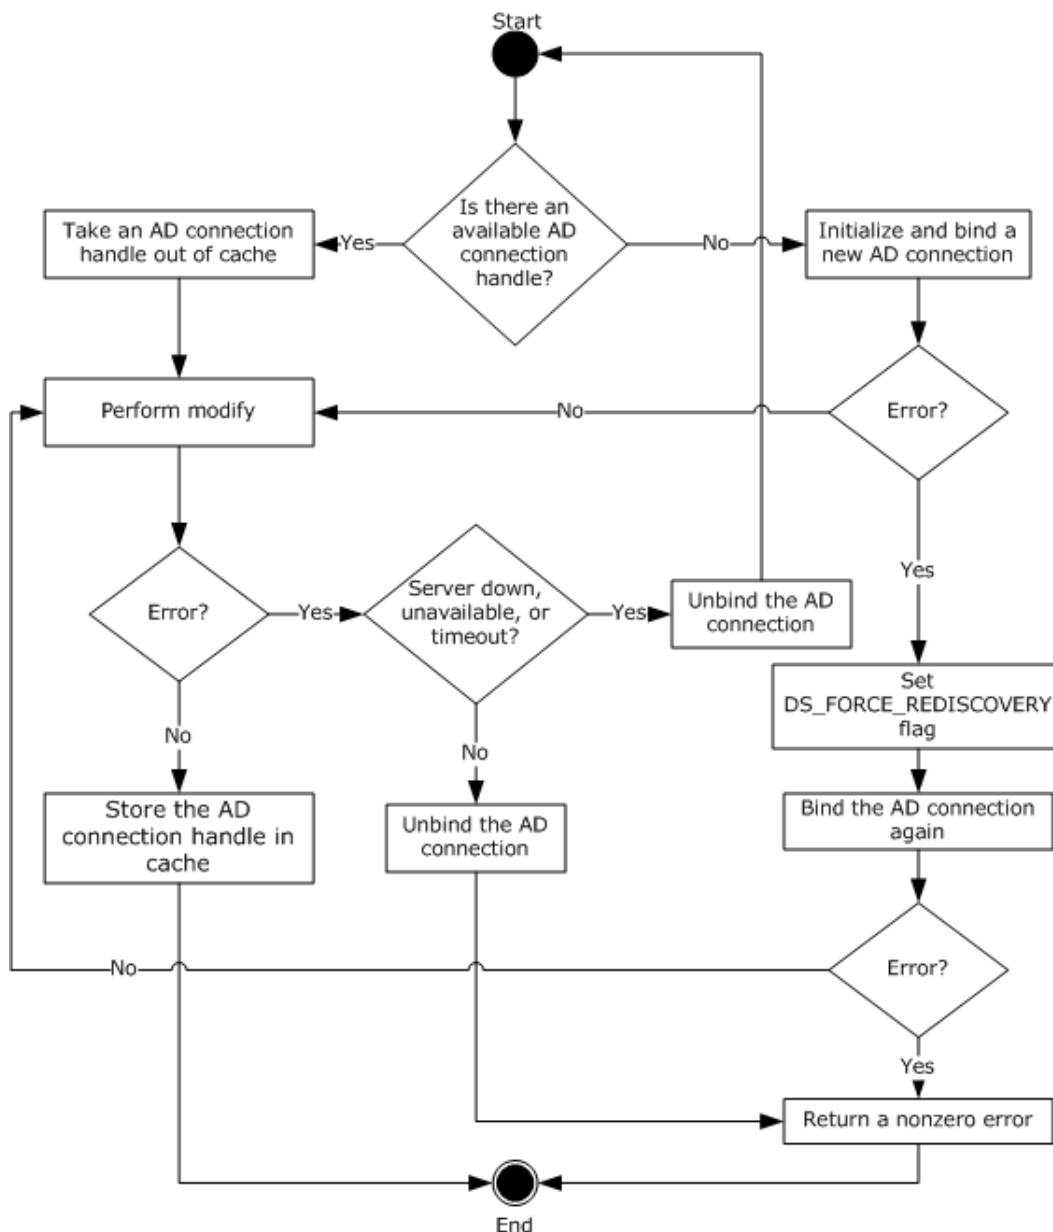 Start
Is there an
available AD
connection
handle?
Yes
No
Take an AD connection
handle out of cache
Initialize and bind a
new AD connection
Perform modify
No
Error?
Yes
Error?
Yes
Server down,
unavailable, or
timeout?
Yes
Unbind the AD
connection
Set
DS_FORCE_REDISCOVERY
flag
No
No
Store the AD
connection handle in
cache
Unbind the AD
connection
Bind the AD connection
again
No
Error?
Yes
Return a nonzero error
End